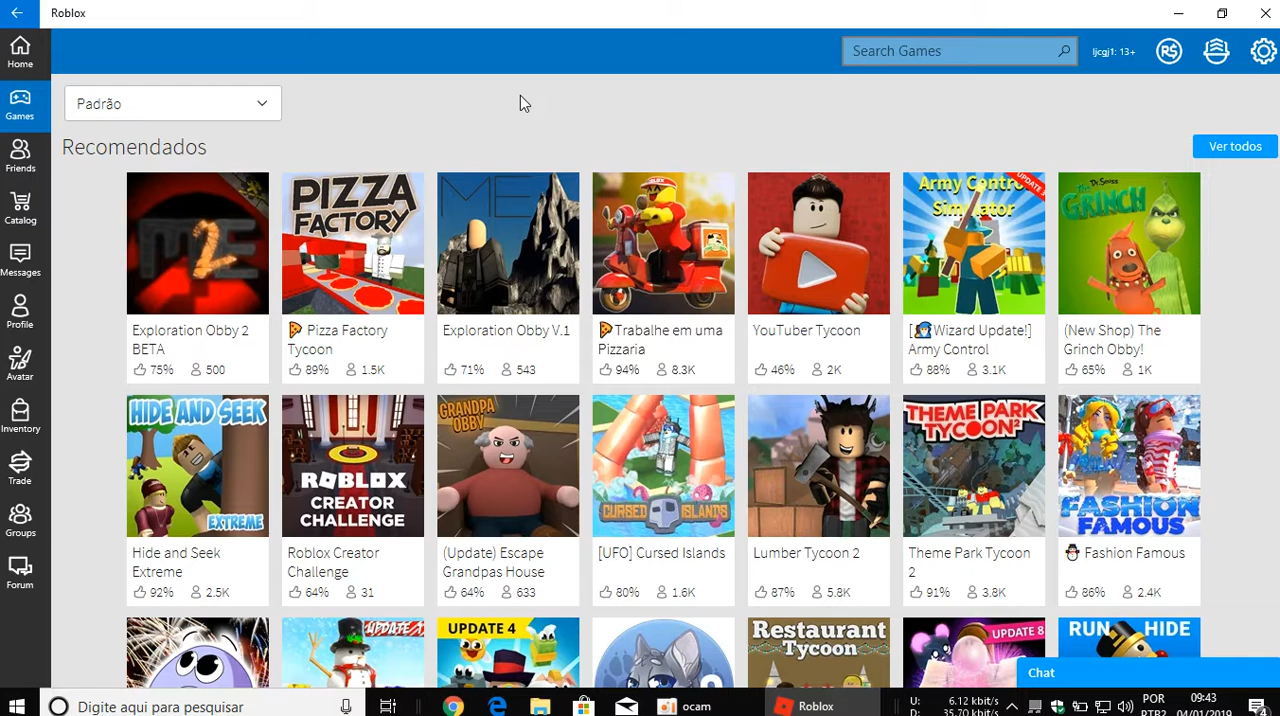 Roblox
Search Games
ljcgj1: 13+
Home
Games
Friends
Catalog
Messages
Profile
Avatar
Inventory
Trade
Groups
Forum
Padrão
Recomendados
Ver todos
ME 2
PIZZA
FACTORY
ME
Army Control
Simulator
UPDATE
Dr. Seuss
THE
GRINCH
Exploration Obby 2
BETA
75% 500
🍕 Pizza Factory
Tycoon
89% 1.5K
Exploration Obby V.1
71% 543
🍕Trabalhe em uma
Pizzaria
94% 8.3K
YouTuber Tycoon
46% 2K
[🧙Wizard Update!]
Army Control
88% 3.1K
(New Shop) The
Grinch Obby!
65% 1K
HIDE AND SEEK
EXTREME
ROBLOX
CREATOR
CHALLENGE
GRANDPA
OBBY
CURSED ISLANDS
THEME PARK
TYCOON 2
FASHION
FAMOUS
Hide and Seek
Extreme
92% 2.5K
Roblox Creator
Challenge
64% 31
(Update) Escape
Grandpas House
64% 633
[UFO] Cursed Islands
80% 1.6K
Lumber Tycoon 2
87% 5.8K
Theme Park Tycoon
2
91% 3.8K
⛄ Fashion Famous
86% 2.4K
UPDATE 4
Restaurant
Tycoon
UPDATE 8
RUN HIDE
Chat
Digite aqui para pesquisar
ocam
Roblox
U: 6.12 kbit/s
D: 35.70 kbit/s
POR
PTB2
09:43
04/01/2019
4